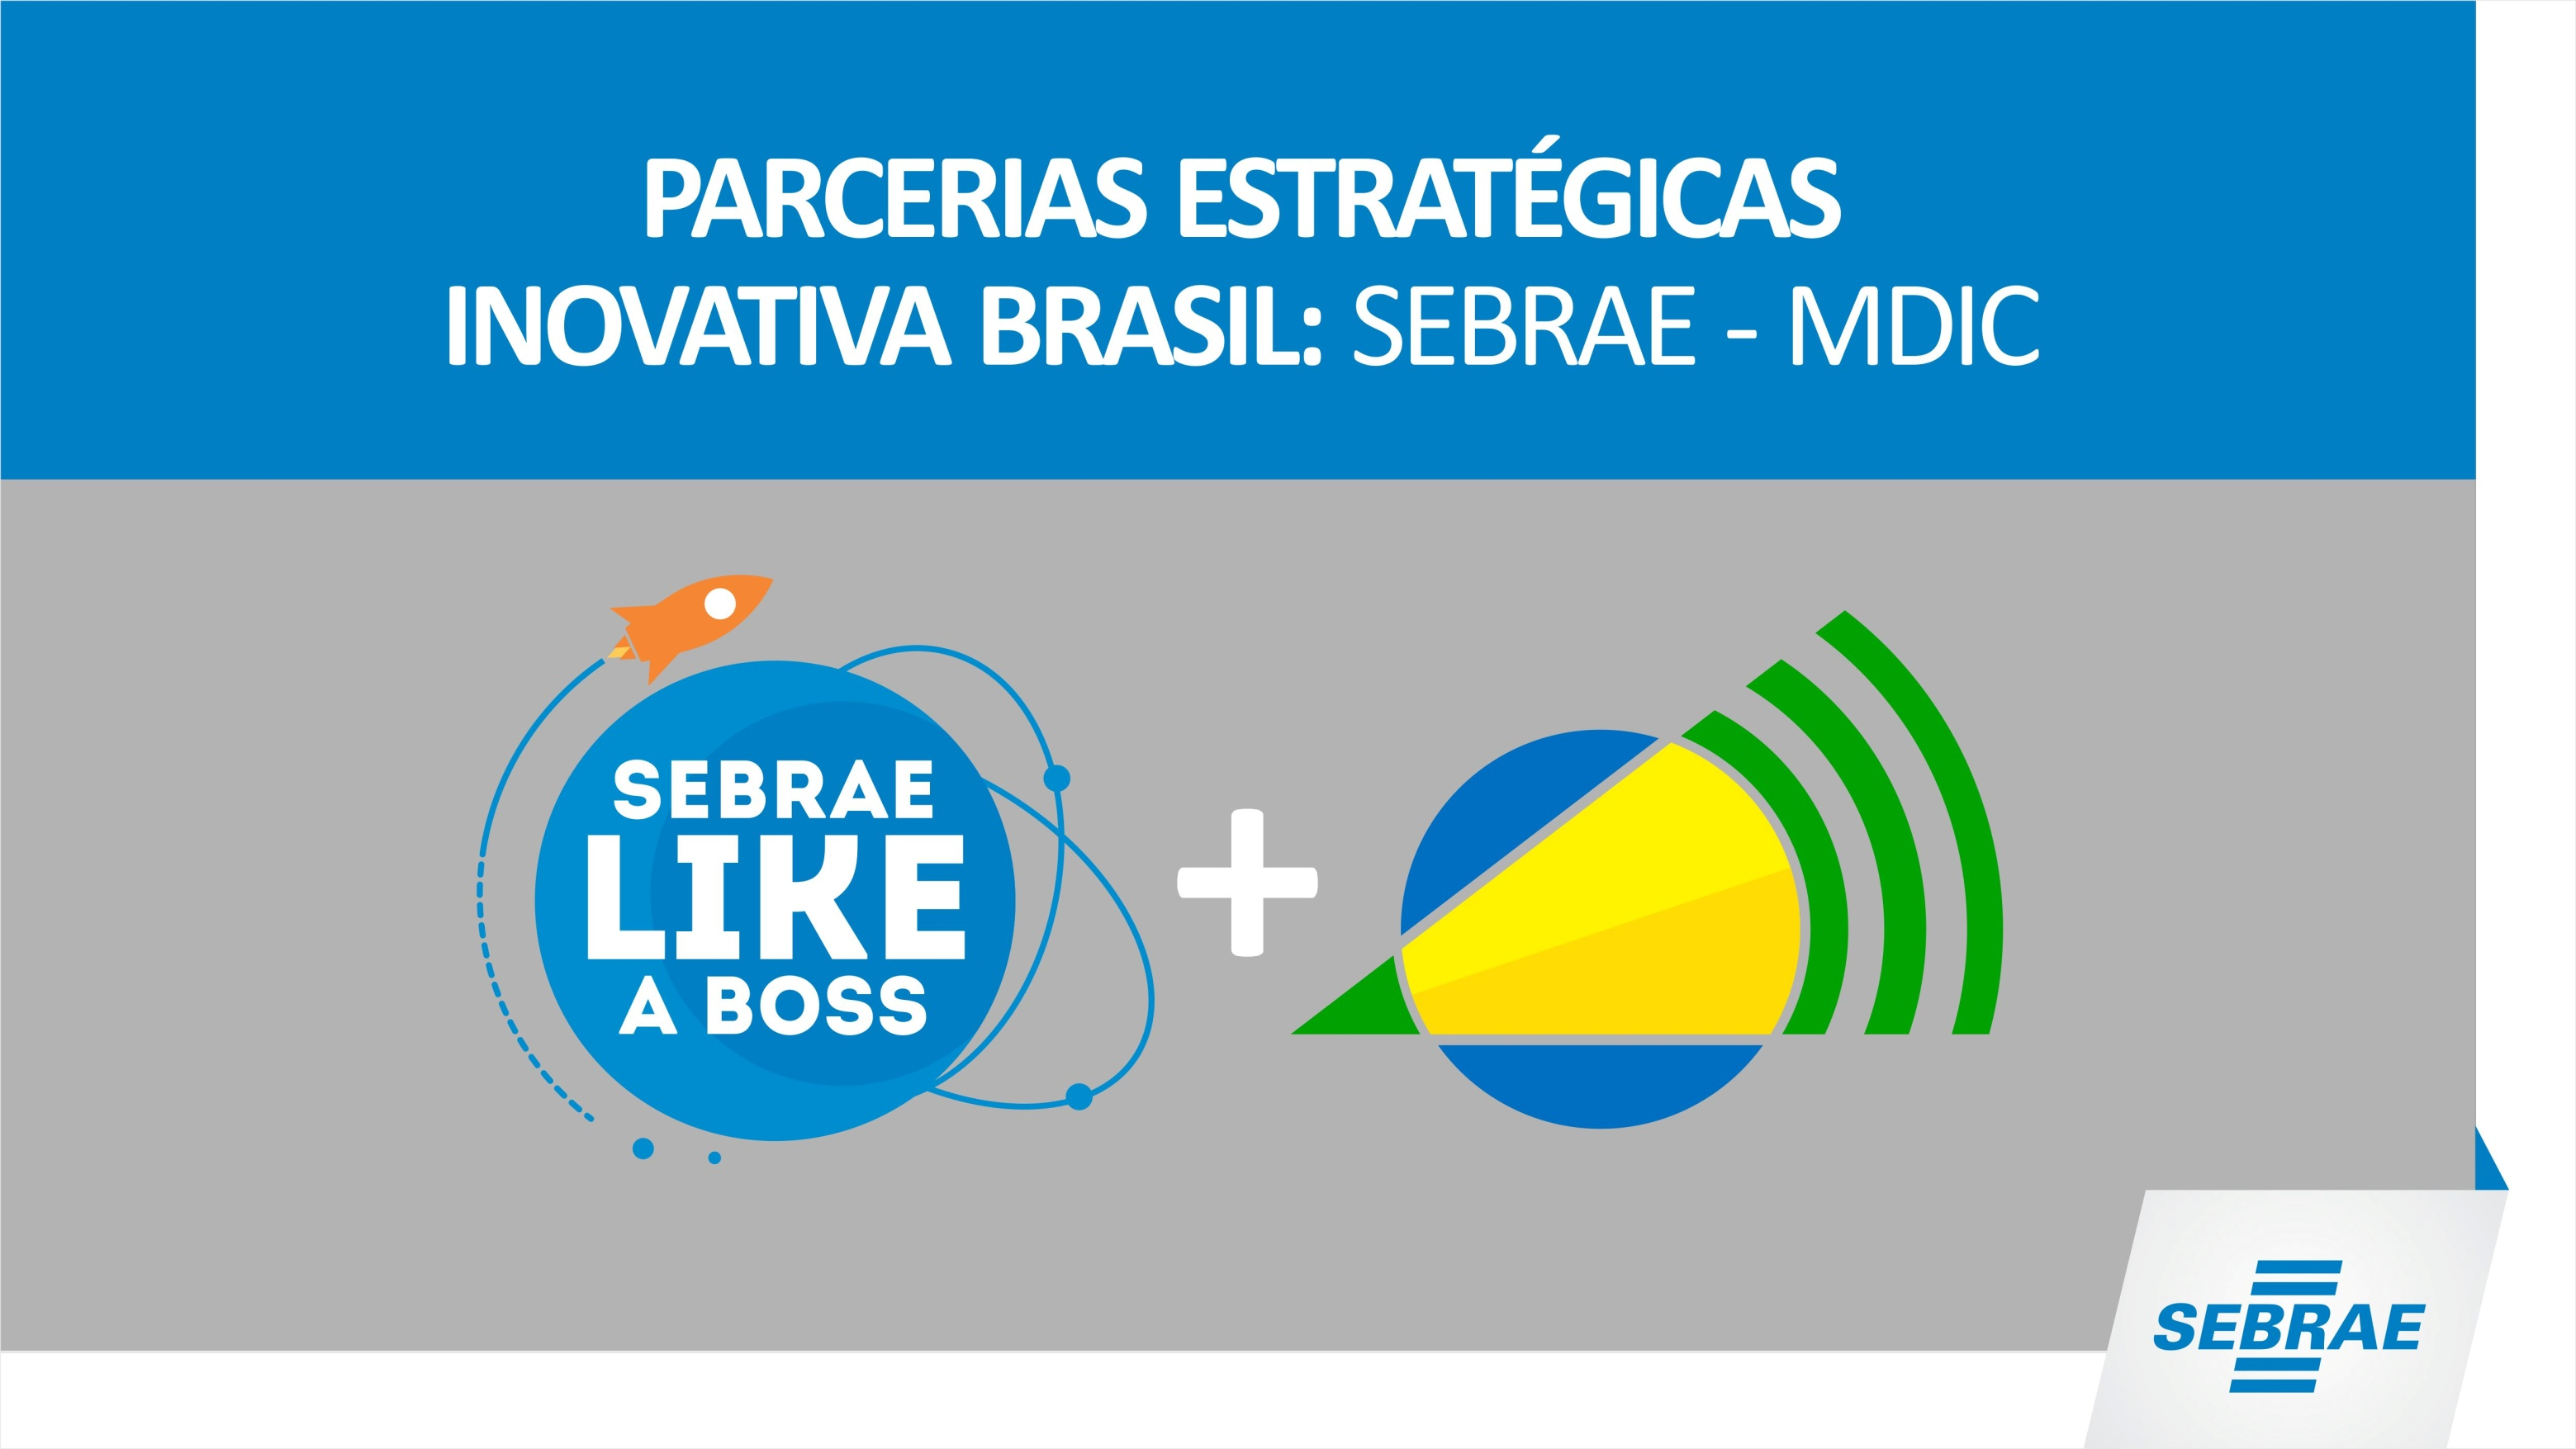 PARCERIAS ESTRATÉGICAS
INOVATIVA BRASIL: SEBRAE - MDIC
SEBRAE
LIKE
A BOSS
+
SEBRAE